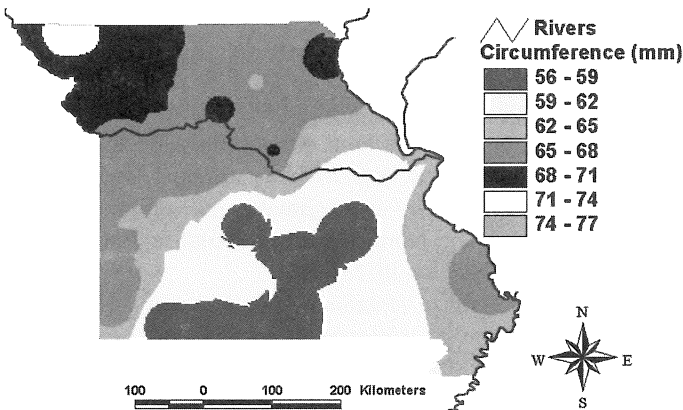 Rivers
Circumference (mm)
56 - 59
59 - 62
62 - 65
65 - 68
68 - 71
71 - 74
74 - 77
N
W E
S
100 0 100 200 Kilometers